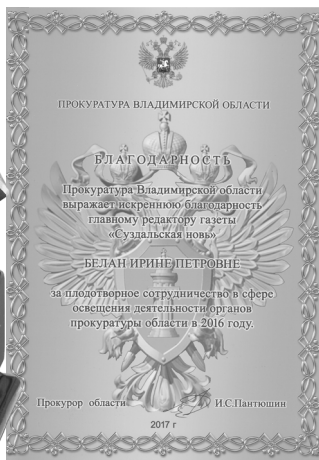 ПРОКУРАТУРА ВЛАДИМИРСКОЙ ОБЛАСТИ
БЛАГОДАРНОСТЬ
Прокуратура Владимирской области
выражает искреннюю благодарность
главному редактору газеты
«Суздальская новь»
БЕЛАН ИРИНЕ ПЕТРОВНЕ
за плодотворное сотрудничество в сфере
освещения деятельности органов
прокуратуры области в 2016 году.
Прокурор области И.С.Пантюшин
2017 г